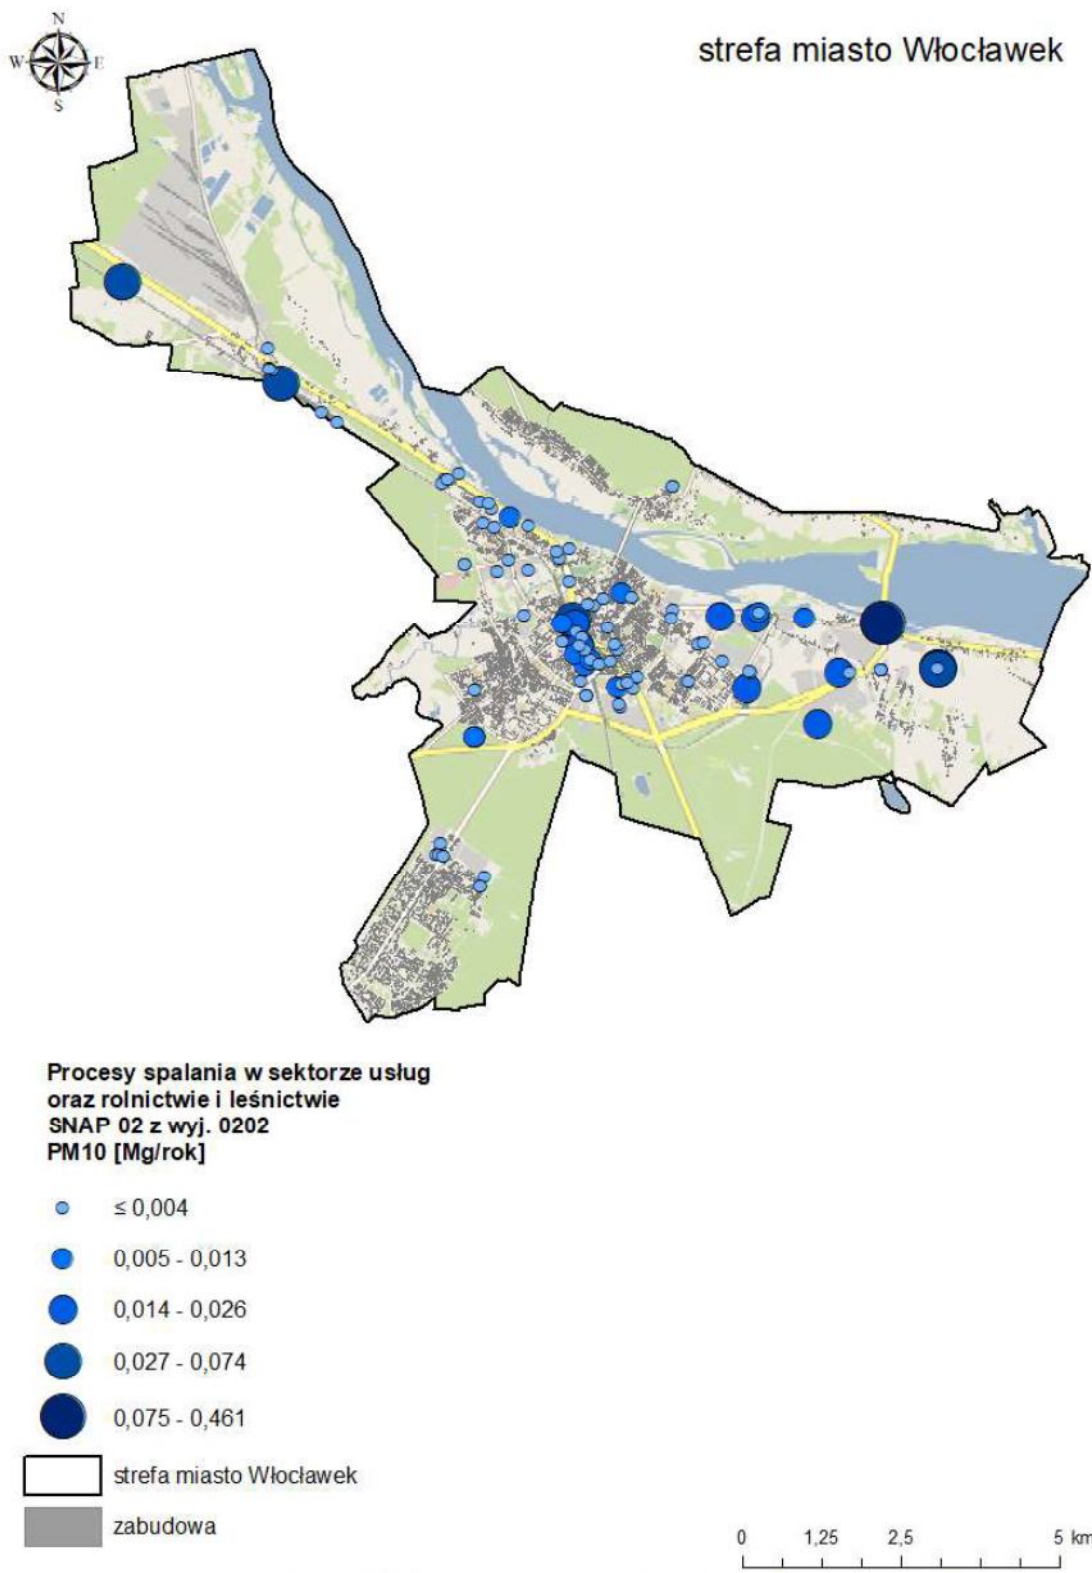 N
W E
S
strefa miasto Włocławek
Procesy spalania w sektorze usług
oraz rolnictwie i leśnictwie
SNAP 02 z wyj. 0202
PM10 [Mg/rok]
≤ 0,004
0,005 - 0,013
0,014 - 0,026
0,027 - 0,074
0,075 - 0,461
strefa miasto Włocławek
zabudowa
0 1,25 2,5 5 km